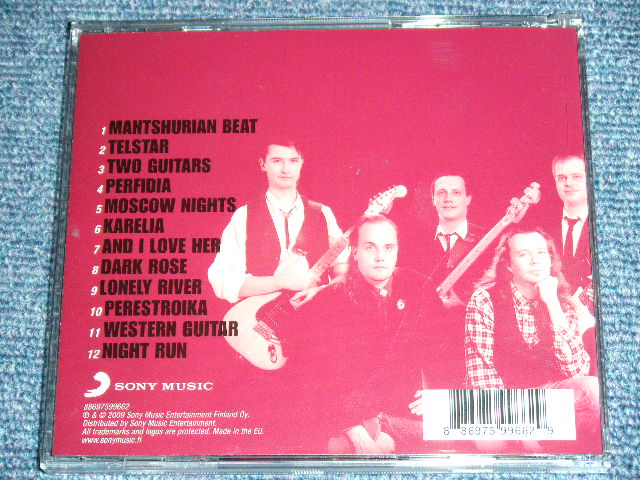 1 MANTSHURIAN BEAT
2 TELSTAR
3 TWO GUITARS
4 PERFIDIA
5 MOSCOW NIGHTS
6 KARELIA
7 AND I LOVE HER
8 DARK ROSE
9 LONELY RIVER
10 PERESTROIKA
11 WESTERN GUITAR
12 NIGHT RUN
SONY MUSIC
88697599662
℗ & © 2009 Sony Music Entertainment Finland Oy.
Distributed by Sony Music Entertainment.
All trademarks and logos are protected. Made in the EU.
www.sonymusic.fi
8 86975 99662 9